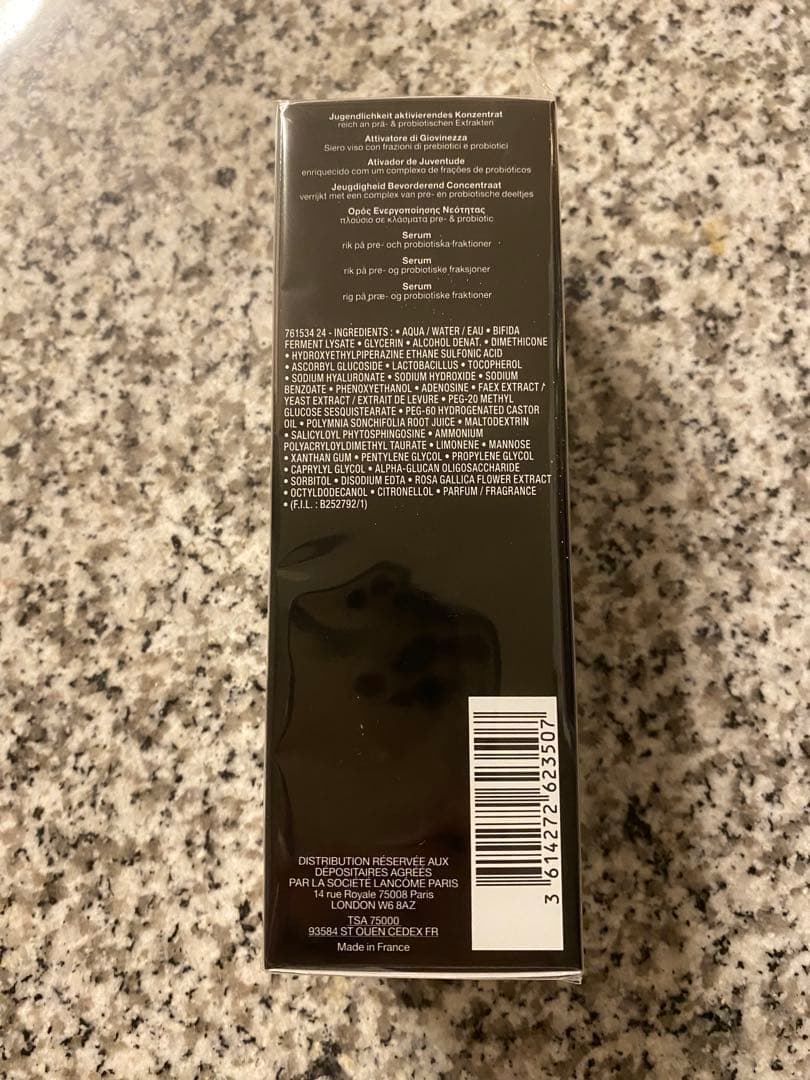 Jugendlichkeit aktivierendes Konzentrat
reich an prä- & probiotischen Extrakten
Attivatore di Giovinezza
Siero viso con frazioni di prebiotici e probiotici
Ativador de Juventude
enriquecido com um complexo de frações de probióticos
Jeugdigheid Bevorderend Concentraat
verrijkt met een complex van pre- en probiotische deeltjes
Ορός Ενεργοποίησης Νεότητας
πλούσιο σε κλάσματα pre- & probiotic
Serum
rik på pre- och probiotiska fraktioner
Serum
rik på pre- og probiotiske fraksjoner
Serum
rig på præ- og probiotiske fraktioner
761534 24 - INGREDIENTS : • AQUA / WATER / EAU • BIFIDA
FERMENT LYSATE • GLYCERIN • ALCOHOL DENAT. • DIMETHICONE
• HYDROXYETHYLPIPERAZINE ETHANE SULFONIC ACID
• ASCORBYL GLUCOSIDE • LACTOBACILLUS • TOCOPHEROL
• SODIUM HYALURONATE • SODIUM HYDROXIDE • SODIUM
BENZOATE • PHENOXYETHANOL • ADENOSINE • FAEX EXTRACT /
YEAST EXTRACT / EXTRAIT DE LEVURE • PEG-20 METHYL
GLUCOSE SESQUISTEARATE • PEG-60 HYDROGENATED CASTOR
OIL • POLYMNIA SONCHIFOLIA ROOT JUICE • MALTODEXTRIN
• SALICYLOYL PHYTOSPHINGOSINE • AMMONIUM
POLYACRYLOYLDIMETHYL TAURATE • LIMONENE • MANNOSE
• XANTHAN GUM • PENTYLENE GLYCOL • PROPYLENE GLYCOL
• CAPRYLYL GLYCOL • ALPHA-GLUCAN OLIGOSACCHARIDE
• SORBITOL • DISODIUM EDTA • ROSA GALLICA FLOWER EXTRACT
• OCTYLDODECANOL • CITRONELLOL • PARFUM / FRAGRANCE
• (F.I.L. : B252792/1)
3 614272 623507
DISTRIBUTION RÉSERVÉE AUX
DÉPOSITAIRES AGRÉÉS
PAR LA SOCIÉTÉ LANCÔME PARIS
14 rue Royale 75008 Paris
LONDON W6 8AZ
TSA 75000
93584 ST OUEN CEDEX FR
Made in France